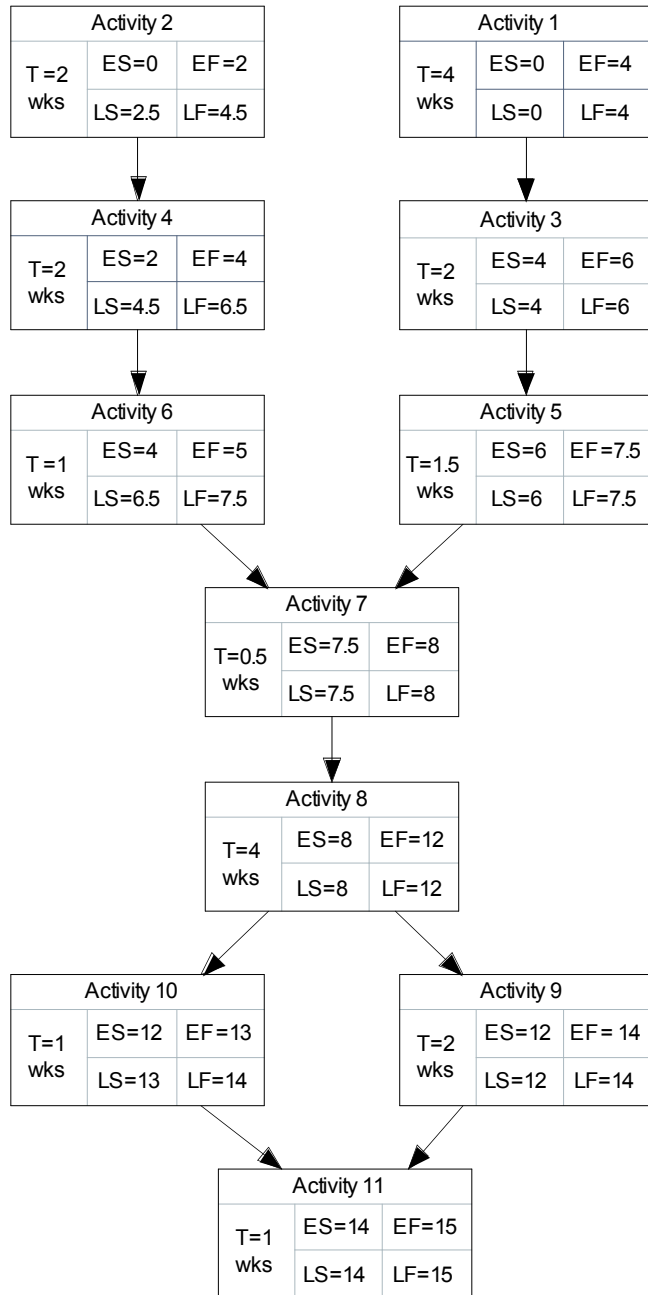 Activity 2
T =2
wks
ES=0 EF=2
LS=2.5 LF=4.5
Activity 1
T=4
wks
ES=0 EF=4
LS=0 LF=4
Activity 4
T=2
wks
ES=2 EF=4
LS=4.5 LF=6.5
Activity 3
T=2
wks
ES=4 EF=6
LS=4 LF=6
Activity 6
T =1
wks
ES=4 EF=5
LS=6.5 LF=7.5
Activity 5
T=1.5
wks
ES=6 EF=7.5
LS=6 LF=7.5
Activity 7
T=0.5
wks
ES=7.5 EF=8
LS=7.5 LF=8
Activity 8
T=4
wks
ES=8 EF=12
LS=8 LF=12
Activity 10
T=1
wks
ES=12 EF=13
LS=13 LF=14
Activity 9
T=2
wks
ES=12 EF= 14
LS=12 LF=14
Activity 11
T=1
wks
ES=14 EF=15
LS=14 LF=15